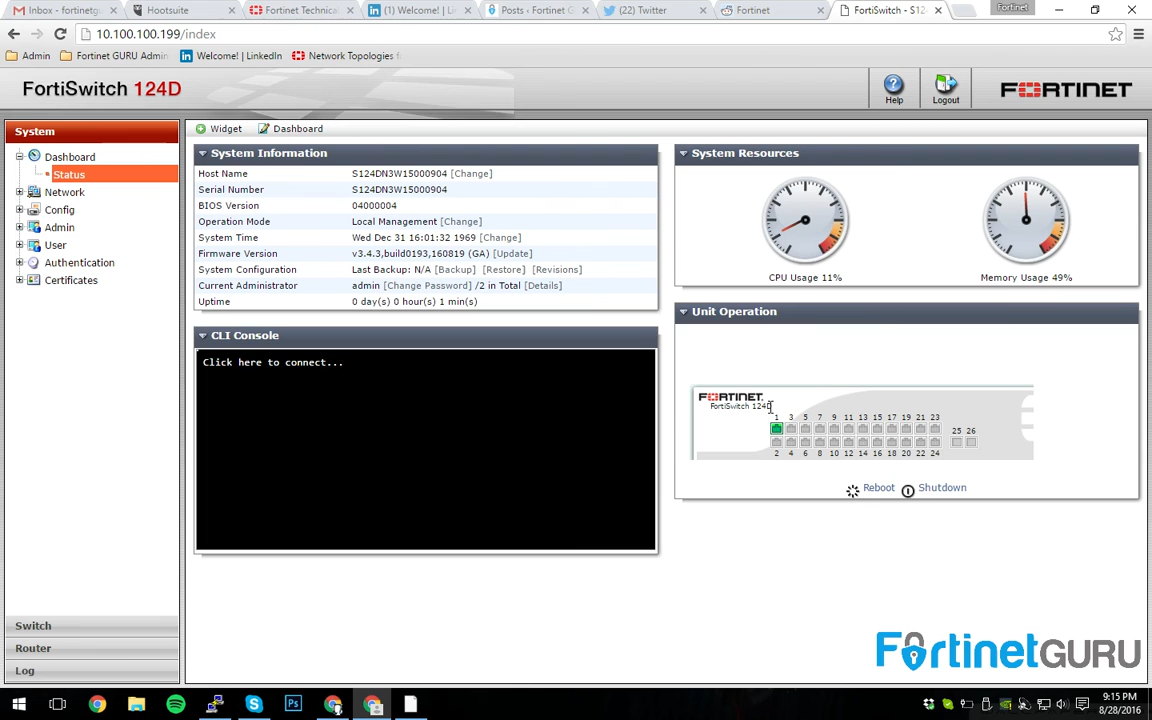 Inbox - fortinetgu
Hootsuite
Fortinet Technica
(1) Welcome! | Li
Posts ‹ Fortinet G
(22) Twitter
Fortinet
FortiSwitch - S12
Fortinet
10.100.100.199/index
Admin
Fortinet GURU Admin
Welcome! | LinkedIn
Network Topologies f
FortiSwitch 124D
Help
Logout
FORTINET
System
Dashboard
Status
Network
Config
Admin
User
Authentication
Certificates
Switch
Router
Log
Widget
Dashboard
System Information
Host Name S124DN3W15000904 [Change]
Serial Number S124DN3W15000904
BIOS Version 04000004
Operation Mode Local Management [Change]
System Time Wed Dec 31 16:01:32 1969 [Change]
Firmware Version v3.4.3,build0193,160819 (GA) [Update]
System Configuration Last Backup: N/A [Backup] [Restore] [Revisions]
Current Administrator admin [Change Password] /2 in Total [Details]
Uptime 0 day(s) 0 hour(s) 1 min(s)
CLI Console
Click here to connect...
System Resources
CPU Usage 11%
Memory Usage 49%
Unit Operation
FORTINET
FortiSwitch 124D
1 3 5 7 9 11 13 15 17 19 21 23
25 26
2 4 6 8 10 12 14 16 18 20 22 24
Reboot
Shutdown
FortinetGURU
9:15 PM
8/28/2016